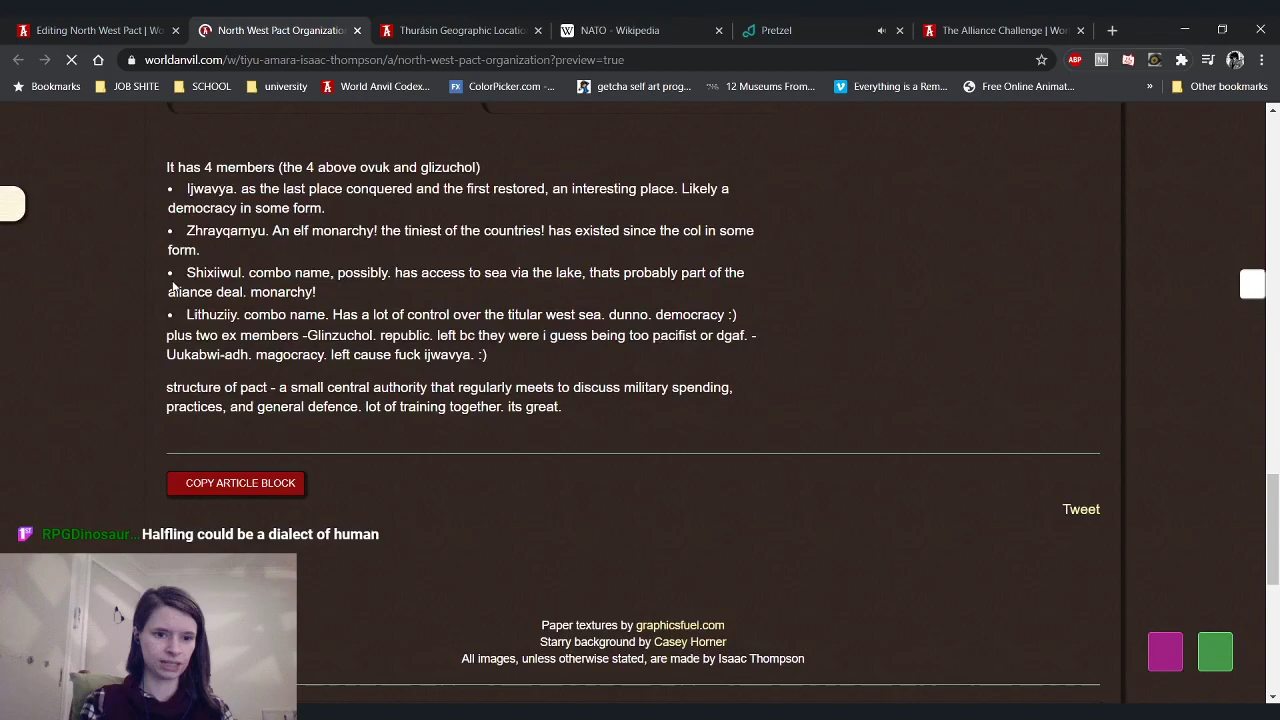 Editing North West Pact | Wo
North West Pact Organization
Thurásin Geographic Locatio
NATO - Wikipedia
Pretzel
The Alliance Challenge | Wo
worldanvil.com/w/tiyu-amara-isaac-thompson/a/north-west-pact-organization?preview=true
Bookmarks
JOB SHITE
SCHOOL
university
World Anvil Codex...
ColorPicker.com -...
getcha self art prog...
12 Museums From...
Everything is a Rem...
Free Online Animat...
»
Other bookmarks
It has 4 members (the 4 above ovuk and glizuchol)
• Ijwavya. as the last place conquered and the first restored, an interesting place. Likely a
democracy in some form.
• Zhrayqarnyu. An elf monarchy! the tiniest of the countries! has existed since the col in some
form.
• Shixiiwul. combo name, possibly. has access to sea via the lake, thats probably part of the
alliance deal. monarchy!
• Lithuziiy. combo name. Has a lot of control over the titular west sea. dunno. democracy :)
plus two ex members -Glinzuchol. republic. left bc they were i guess being too pacifist or dgaf. -
Uukabwi-adh. magocracy. left cause fuck ijwavya. :)
structure of pact - a small central authority that regularly meets to discuss military spending,
practices, and general defence. lot of training together. its great.
COPY ARTICLE BLOCK
Tweet
RPGDinosaur... Halfling could be a dialect of human
Paper textures by graphicsfuel.com
Starry background by Casey Horner
All images, unless otherwise stated, are made by Isaac Thompson